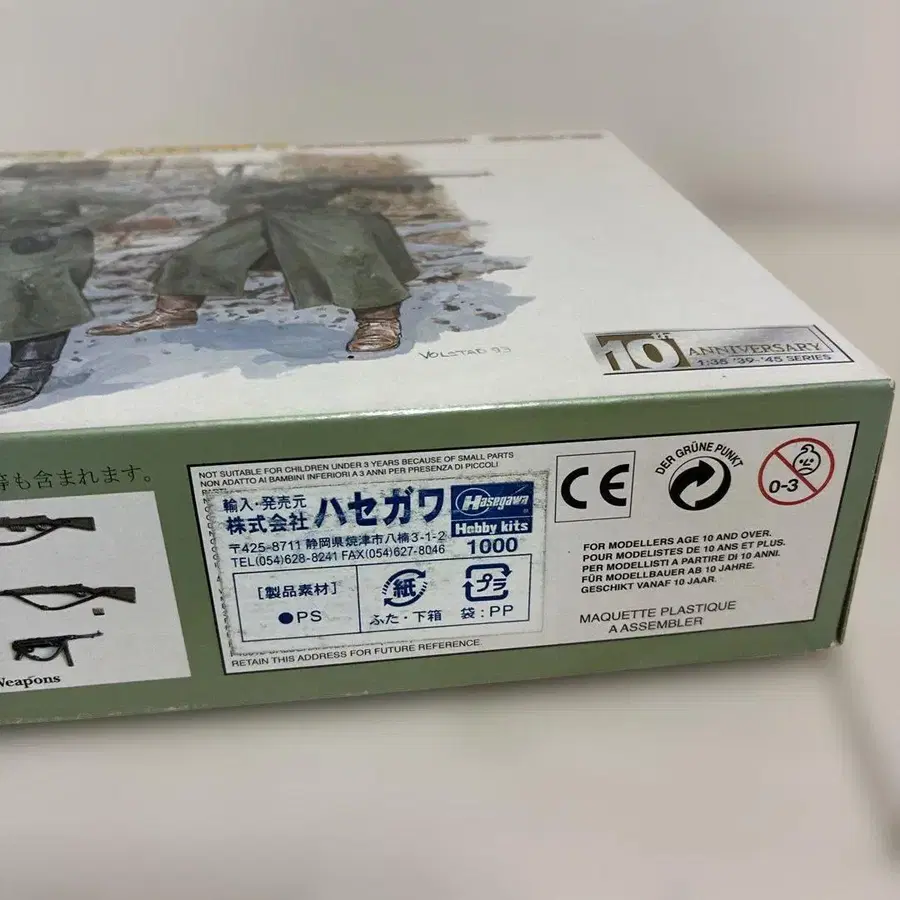 VOLSTAD 93
10th ANNIVERSARY
1:35 '39-'45 SERIES
等も含まれます。
Weapons
NOT SUITABLE FOR CHILDREN UNDER 3 YEARS BECAUSE OF SMALL PARTS
NON ADATTO AI BAMBINI INFERIORI A 3 ANNI PER PRESENZA DI PICCOLI
輸入・発売元
株式会社 ハセガワ
Hasegawa
Hobby kits
〒425-8711 静岡県焼津市八楠3-1-2
TEL(054)628-8241 FAX(054)627-8046
1000
[製品素材]
●PS
紙
ふた・下箱
プラ
袋:PP
RETAIN THIS ADDRESS FOR FUTURE REFERENCE
CE
DER GRÜNE PUNKT
0-3
FOR MODELLERS AGE 10 AND OVER.
POUR MODELISTES DE 10 ANS ET PLUS.
PER MODELLISTI A PARTIRE DI 10 ANNI.
FÜR MODELLBAUER AB 10 JAHRE.
GESCHIKT VANAF 10 JAAR.
MAQUETTE PLASTIQUE
A ASSEMBLER